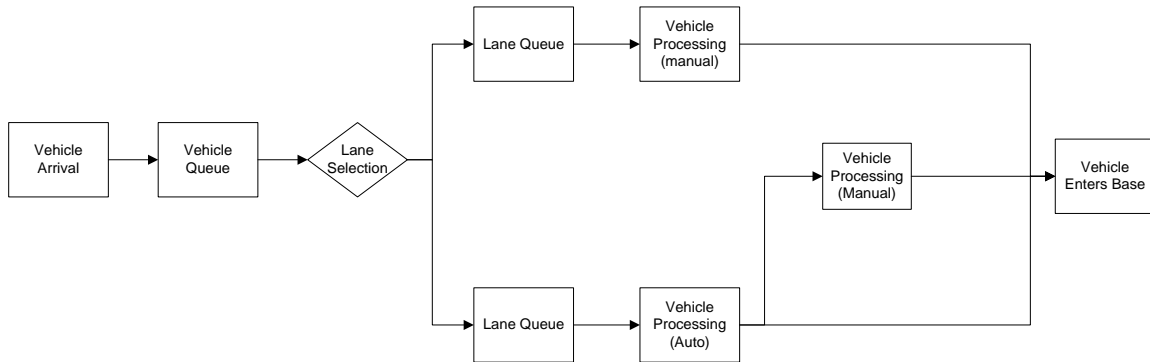 Vehicle
Arrival
Vehicle
Queue
Lane
Selection
Lane Queue
Vehicle
Processing
(manual)
Lane Queue
Vehicle
Processing
(Auto)
Vehicle
Processing
(Manual)
Vehicle
Enters Base